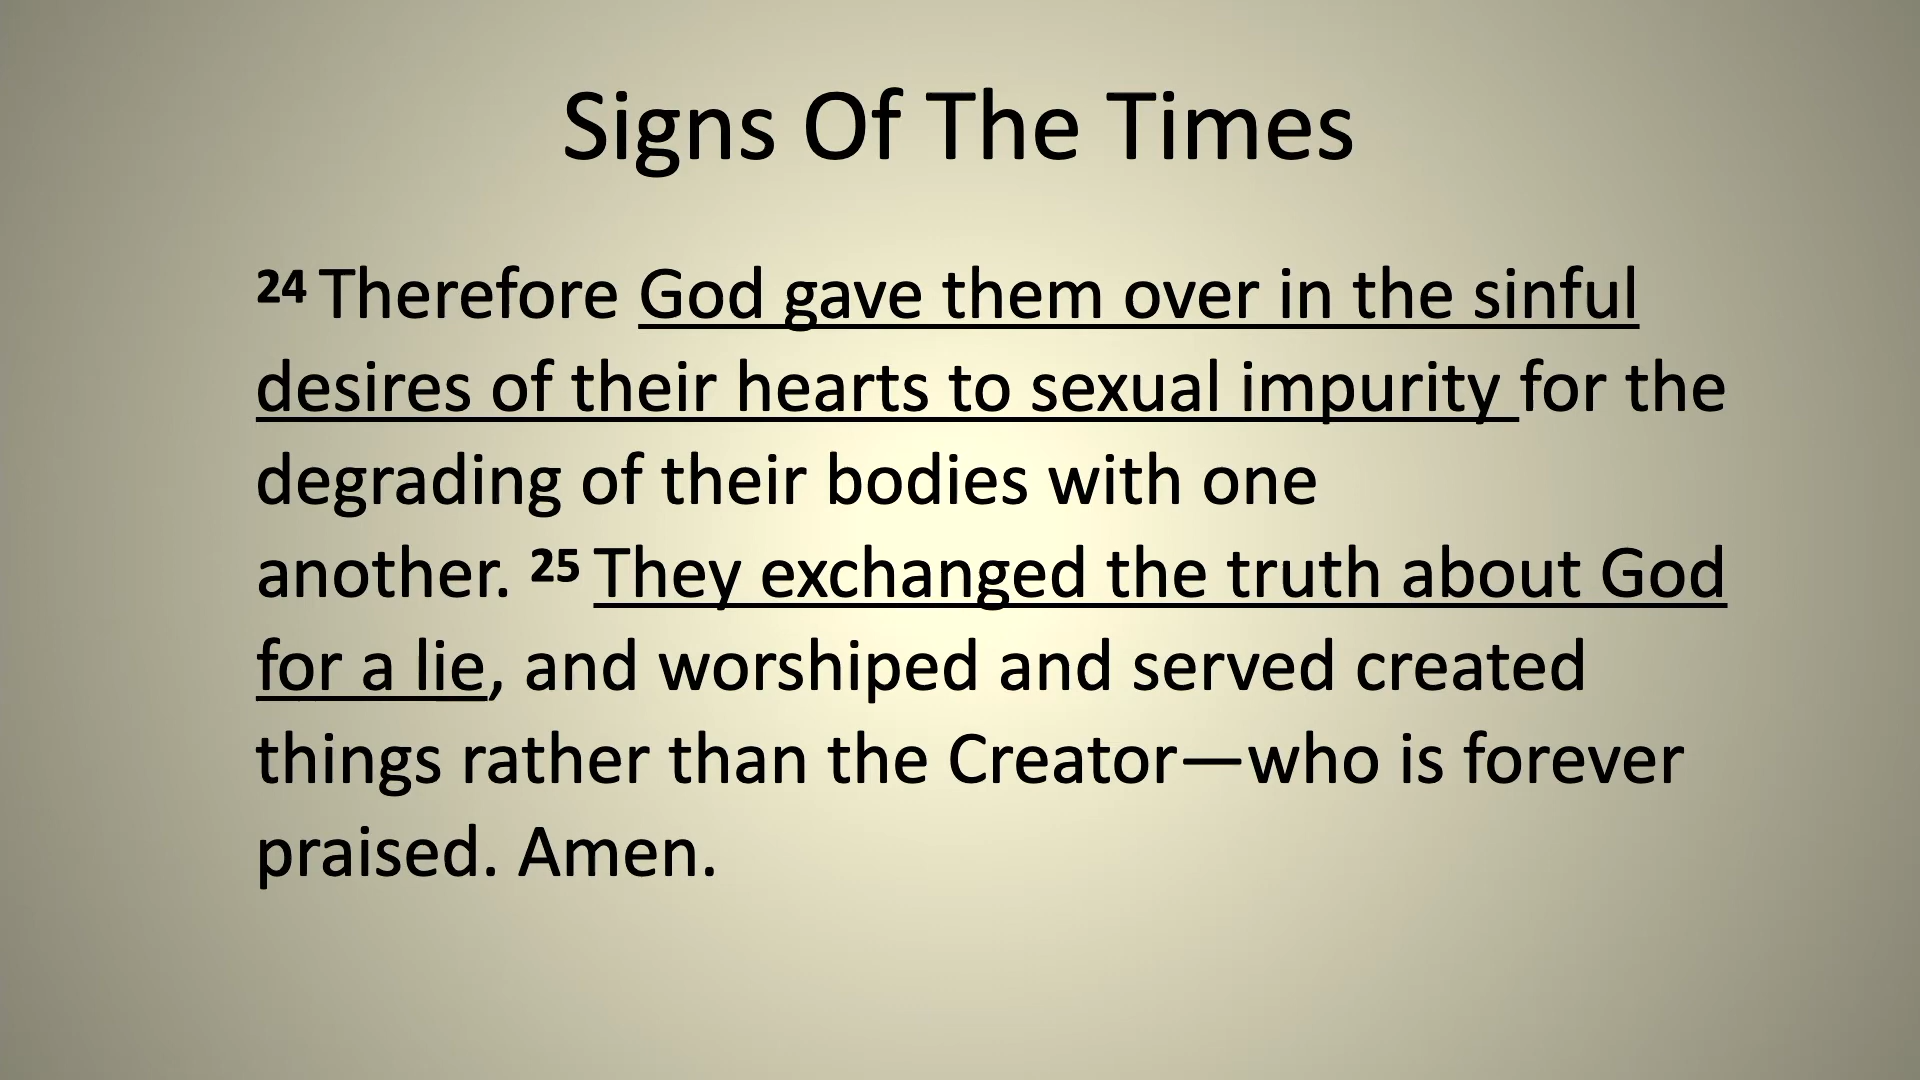 Signs Of The Times
24 Therefore God gave them over in the sinful
desires of their hearts to sexual impurity for the
degrading of their bodies with one
another. 25 They exchanged the truth about God
for a lie, and worshiped and served created
things rather than the Creator—who is forever
praised. Amen.